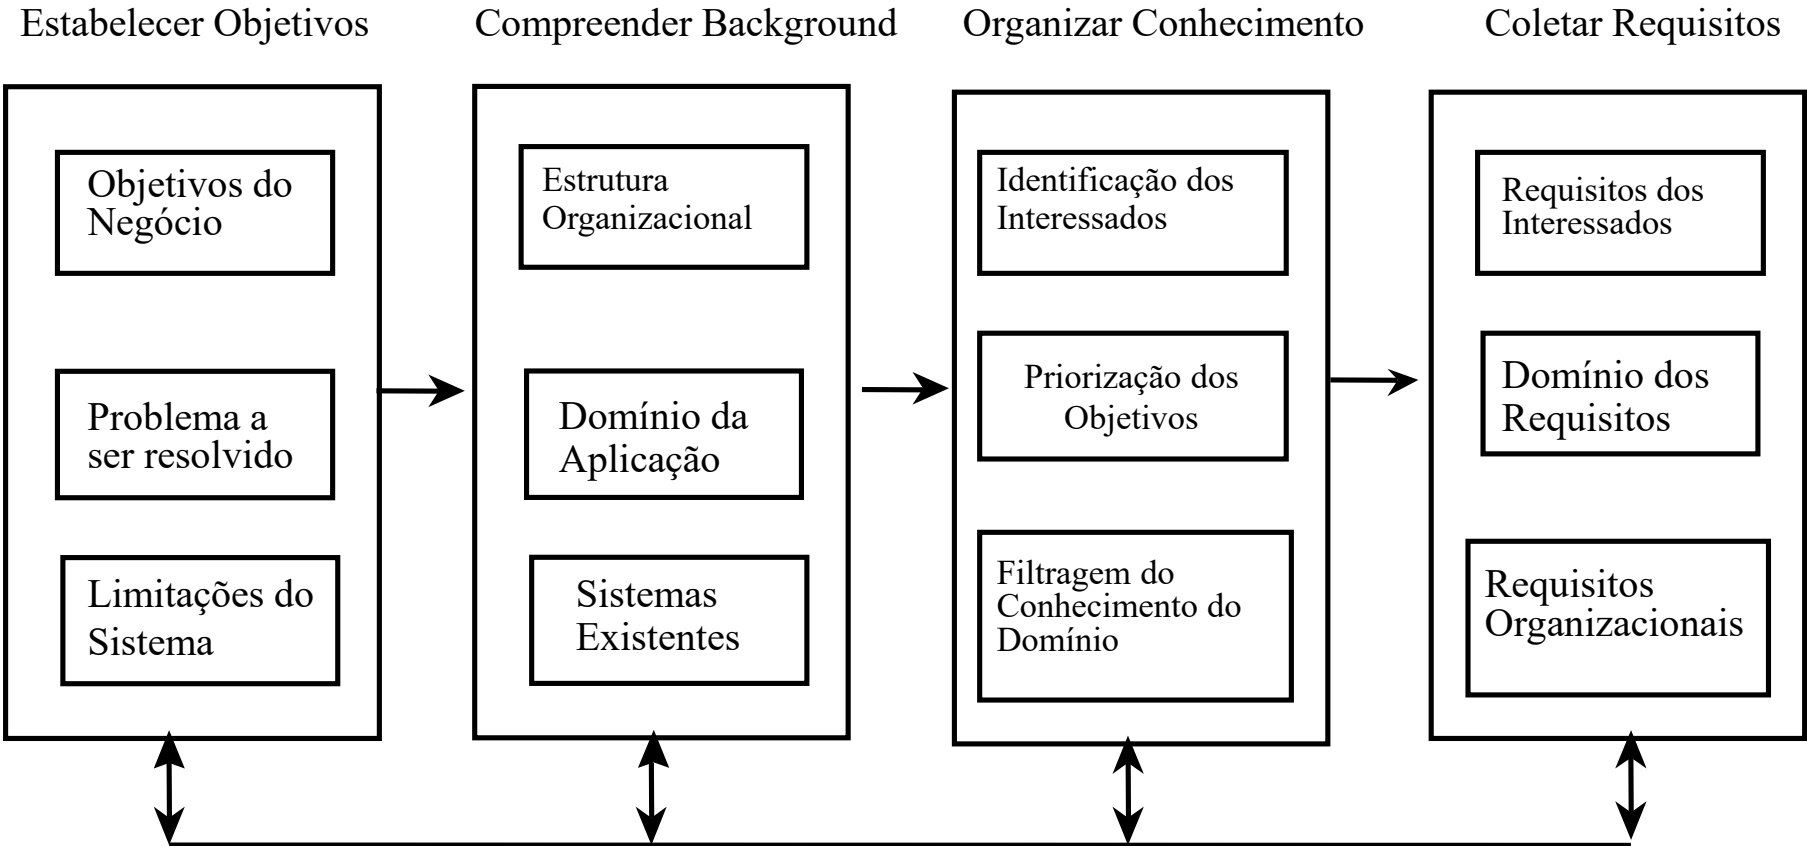 Estabelecer Objetivos
Compreender Background
Organizar Conhecimento
Coletar Requisitos
Objetivos do
Negócio
Problema a
ser resolvido
Limitações do
Sistema
Estrutura
Organizacional
Domínio da
Aplicação
Sistemas
Existentes
Identificação dos
Interessados
Priorização dos
Objetivos
Filtragem do
Conhecimento do
Domínio
Requisitos dos
Interessados
Domínio dos
Requisitos
Requisitos
Organizacionais